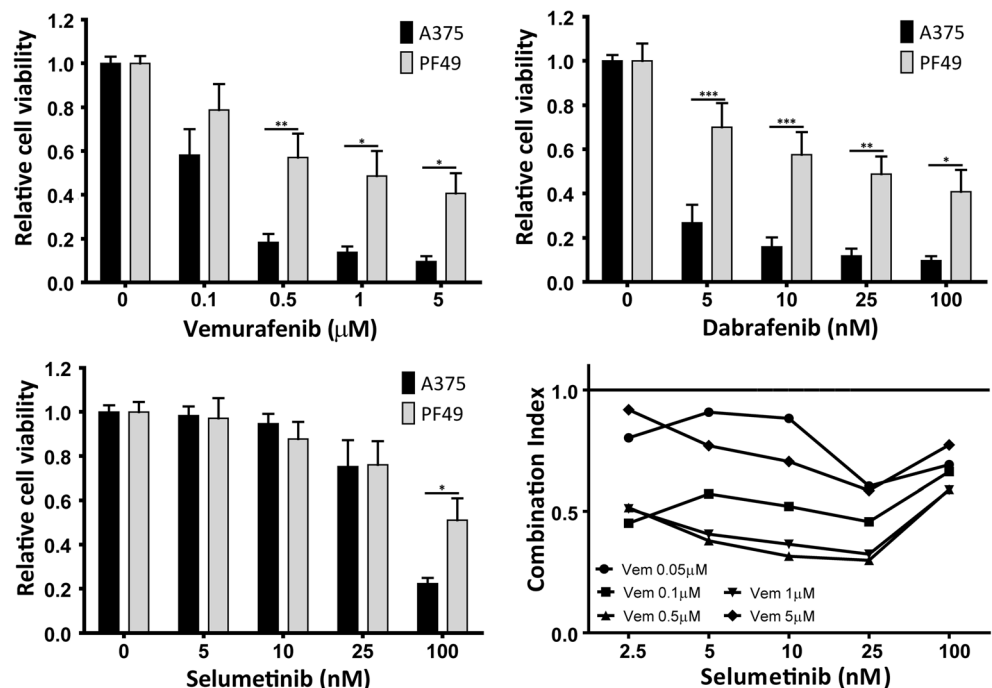 Relative cell viability
1.2
1.0
0.8
0.6
0.4
0.2
0.0
A375
PF49
**
*
*
0 0.1 0.5 1 5
Vemurafenib (μM)
Relative cell viability
1.2
1.0
0.8
0.6
0.4
0.2
0.0
A375
PF49
***
***
**
*
0 5 10 25 100
Dabrafenib (nM)
Relative cell viability
1.2
1.0
0.8
0.6
0.4
0.2
0.0
A375
PF49
*
0 5 10 25 100
Selumetinib (nM)
Combination Index
1.0
0.5
0.0
Vem 0.05μM
Vem 0.1μM Vem 1μM
Vem 0.5μM Vem 5μM
2.5 5 10 25 100
Selumetinib (nM)